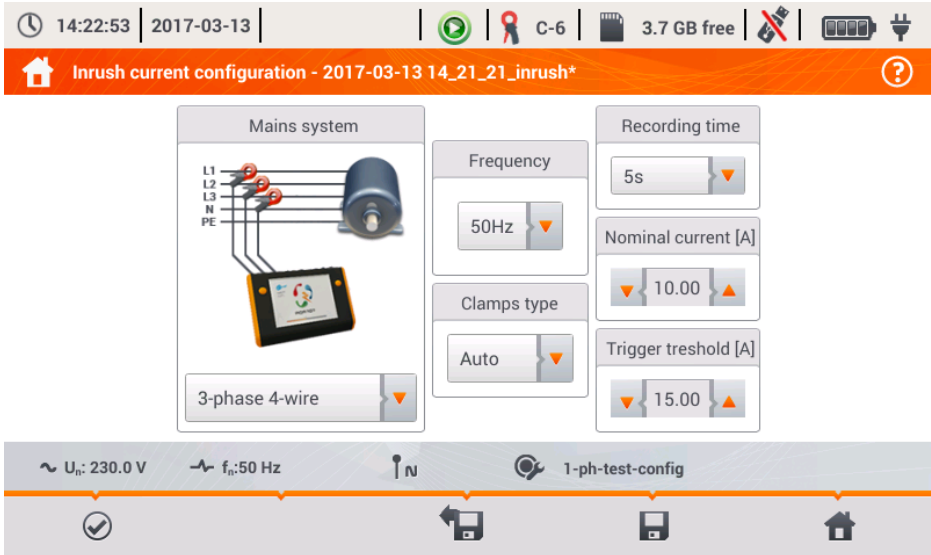 14:22:53 2017-03-13 C-6 3.7 GB free
Inrush current configuration - 2017-03-13 14_21_21_inrush*
Mains system
L1
L2
L3
N
PE
3-phase 4-wire
Frequency
50Hz
Clamps type
Auto
Recording time
5s
Nominal current [A]
10.00
Trigger treshold [A]
15.00
Un: 230.0 V fn:50 Hz N 1-ph-test-config